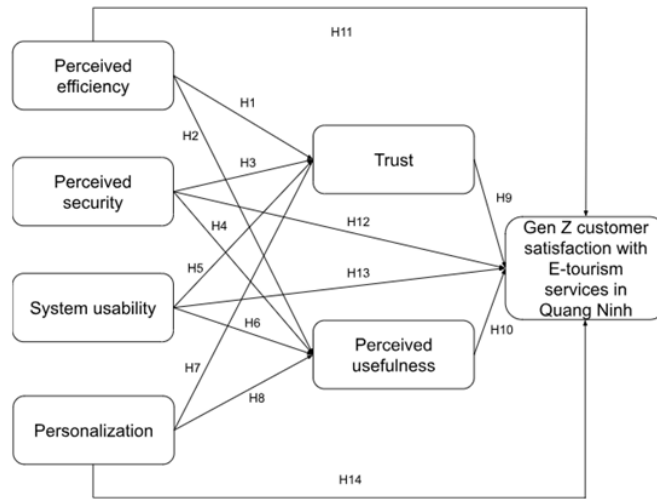 H11
Perceived
efficiency
H1
H2
Trust
Perceived
security
H3
H4
H9
H12
Gen Z customer
satisfaction with
E-tourism
services in
Quang Ninh
H5
H13
System usability
H6
H10
Perceived
usefulness
H7
H8
Personalization
H14